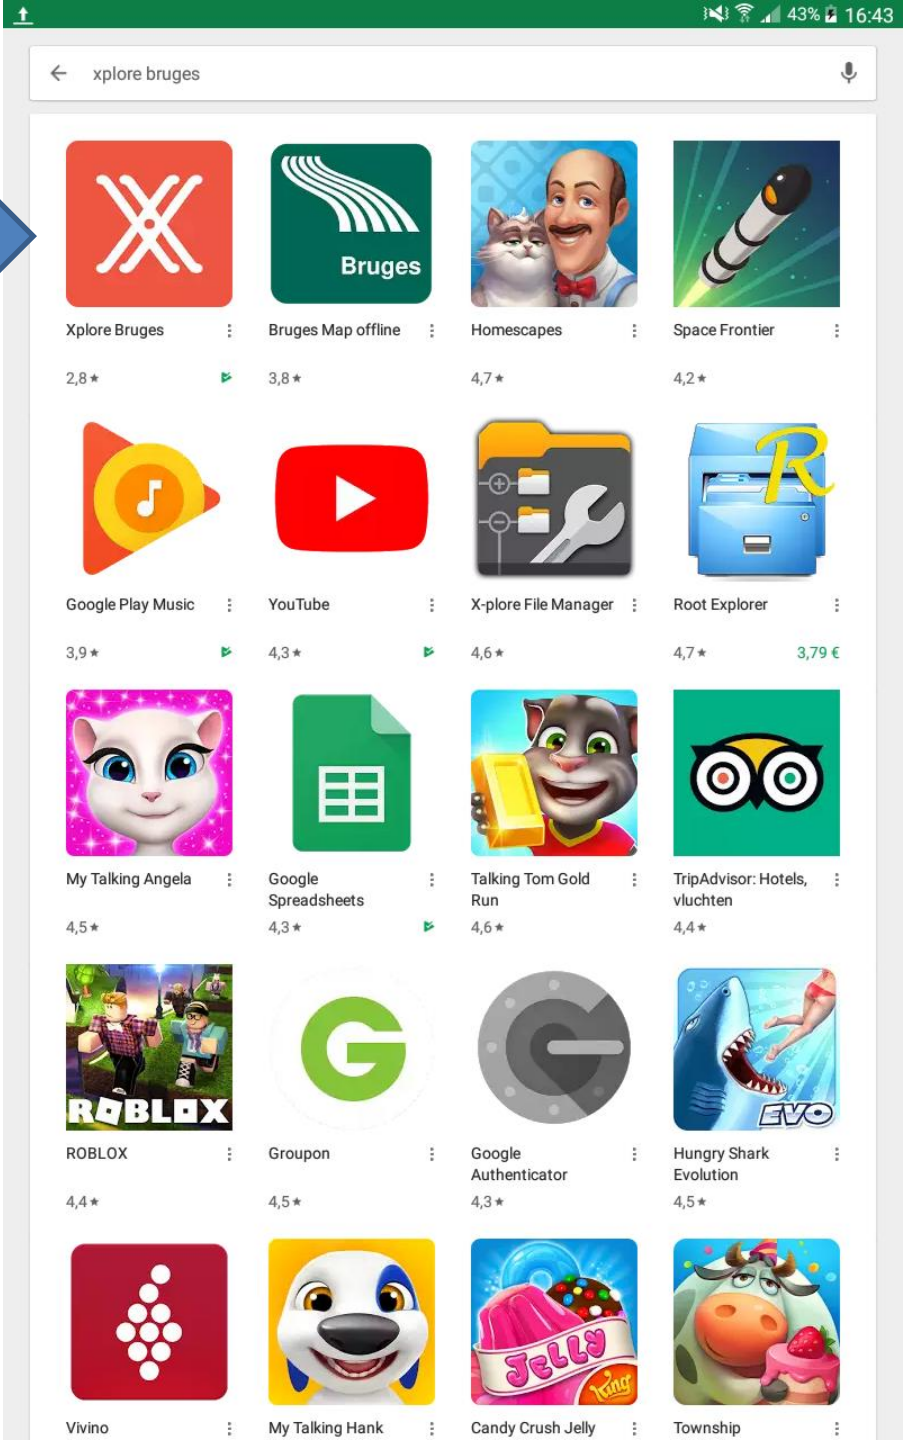 43% 16:43
xplore bruges
Bruges
Xplore Bruges
Bruges Map offline
Homescapes
Space Frontier
2,8
3,8
4,7
4,2
R
Google Play Music
YouTube
X-plore File Manager
Root Explorer
3,9
4,3
4,6
4,7
3,79 €
My Talking Angela
Google
Spreadsheets
Talking Tom Gold
Run
TripAdvisor: Hotels,
vluchten
4,5
4,3
4,6
4,4
ROBLOX
G
EVO
ROBLOX
Groupon
Google
Authenticator
Hungry Shark
Evolution
4,4
4,5
4,3
4,5
JELLY
King
Vivino
My Talking Hank
Candy Crush Jelly
Township